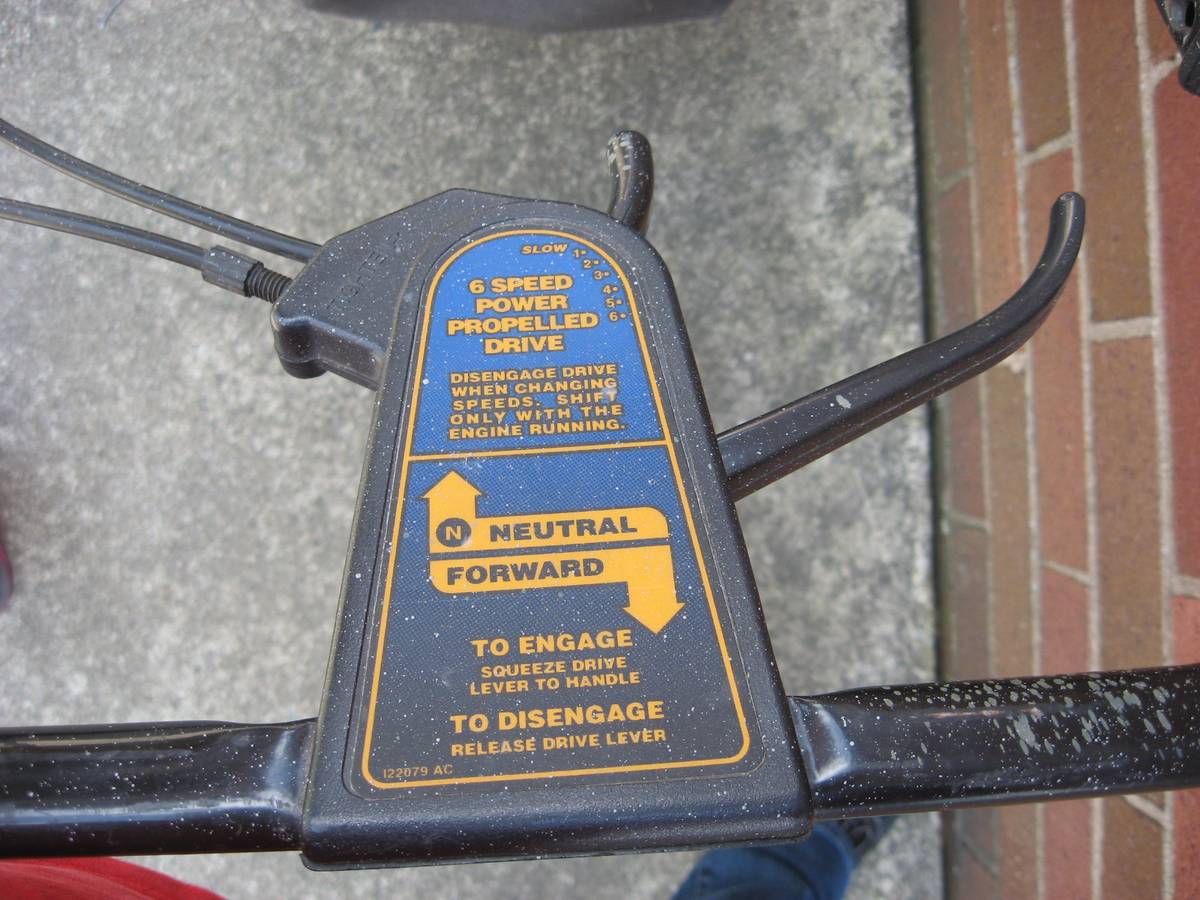 SLOW 1•
2•
3•
4•
5•
6•
6 SPEED
POWER
PROPELLED
DRIVE
DISENGAGE DRIVE
WHEN CHANGING
SPEEDS. SHIFT
ONLY WITH THE
ENGINE RUNNING.
N NEUTRAL
FORWARD
TO ENGAGE
SQUEEZE DRIVE
LEVER TO HANDLE
TO DISENGAGE
RELEASE DRIVE LEVER
122079 AC